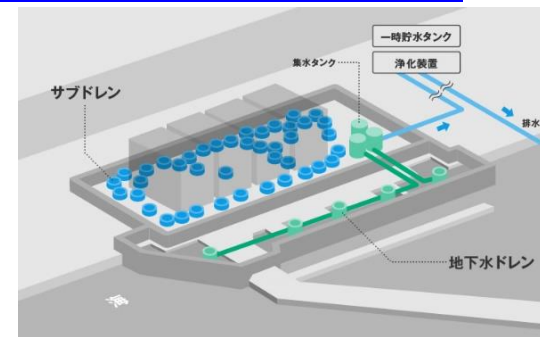 一時貯水タンク
集水タンク
浄化装置
サブドレン
排水
地下水ドレン